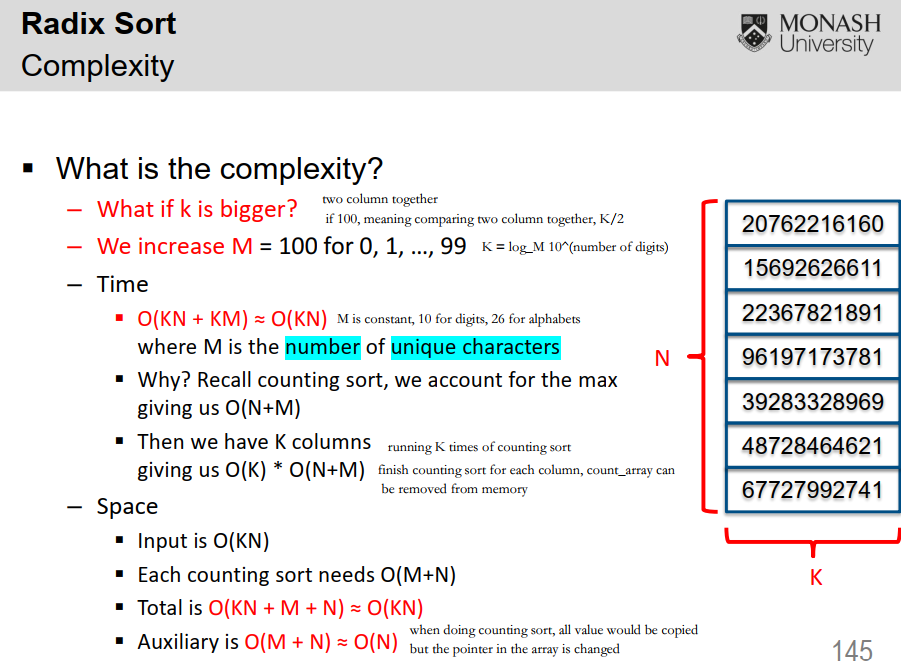 Radix Sort
Complexity
MONASH
University
▪ What is the complexity?
– What if k is bigger?
two column together
if 100, meaning comparing two column together, K/2
– We increase M = 100 for 0, 1, …, 99
K = log_M 10^(number of digits)
– Time
▪ O(KN + KM) ≈ O(KN)
M is constant, 10 for digits, 26 for alphabets
where M is the number of unique characters
▪ Why? Recall counting sort, we account for the max
giving us O(N+M)
▪ Then we have K columns
running K times of counting sort
giving us O(K) * O(N+M)
finish counting sort for each column, count_array can
be removed from memory
– Space
▪ Input is O(KN)
▪ Each counting sort needs O(M+N)
▪ Total is O(KN + M + N) ≈ O(KN)
▪ Auxiliary is O(M + N) ≈ O(N)
when doing counting sort, all value would be copied
but the pointer in the array is changed
N
20762216160
15692626611
22367821891
96197173781
39283328969
48728464621
67727992741
K
145